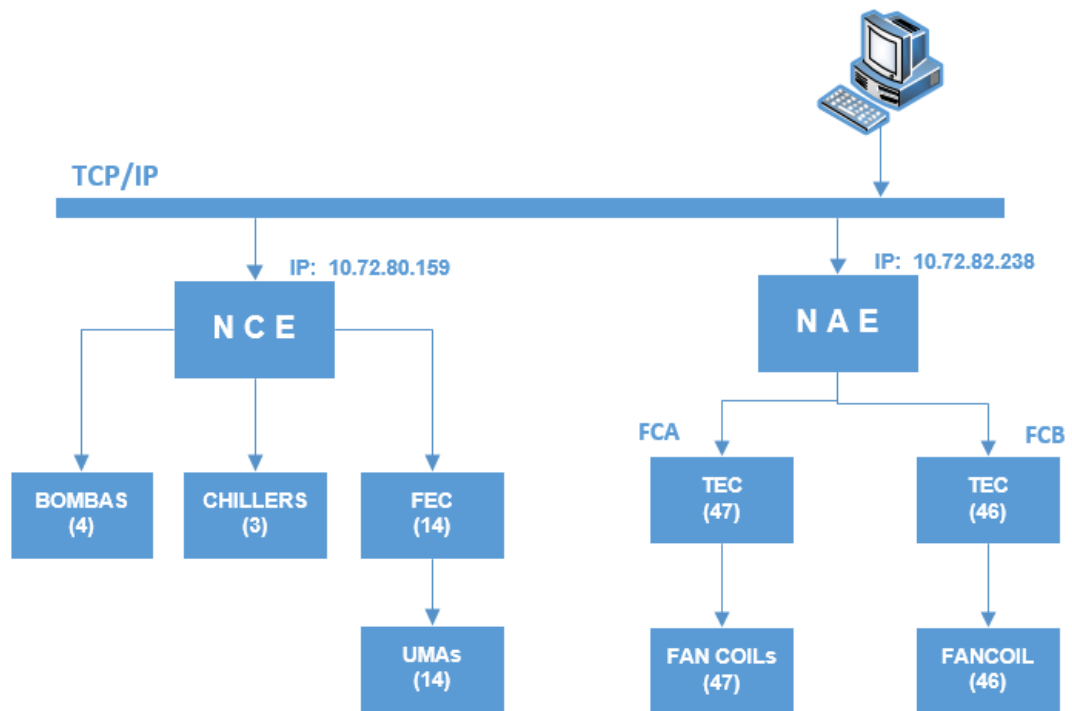 TCP/IP
IP: 10.72.80.159
IP: 10.72.82.238
N C E
N A E
FCA
FCB
BOMBAS
(4)
CHILLERS
(3)
FEC
(14)
TEC
(47)
TEC
(46)
UMAs
(14)
FAN COILs
(47)
FANCOIL
(46)